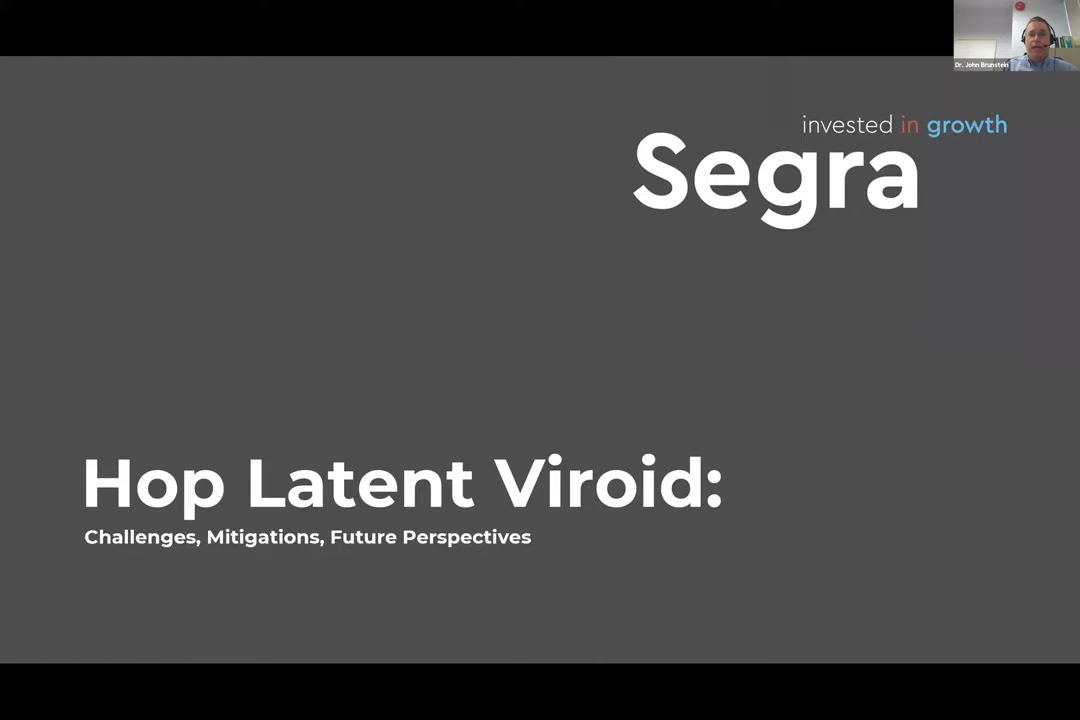 Dr. John Brunstein
invested in growth
Segra
Hop Latent Viroid:
Challenges, Mitigations, Future Perspectives